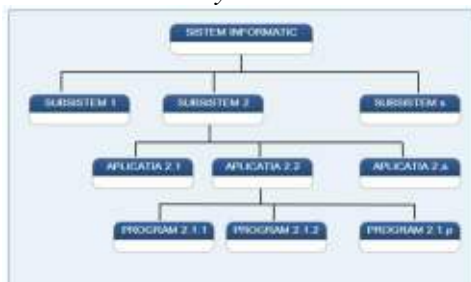 SISTEM INFORMATIC
SUBSISTEM 1 SUBSISTEM 2 SUBSISTEM s
APLICATIA 2.1 APLICATIA 2.2 APLICATIA 2.a
PROGRAM 2.1.1 PROGRAM 2.1.2 PROGRAM 2.1.p